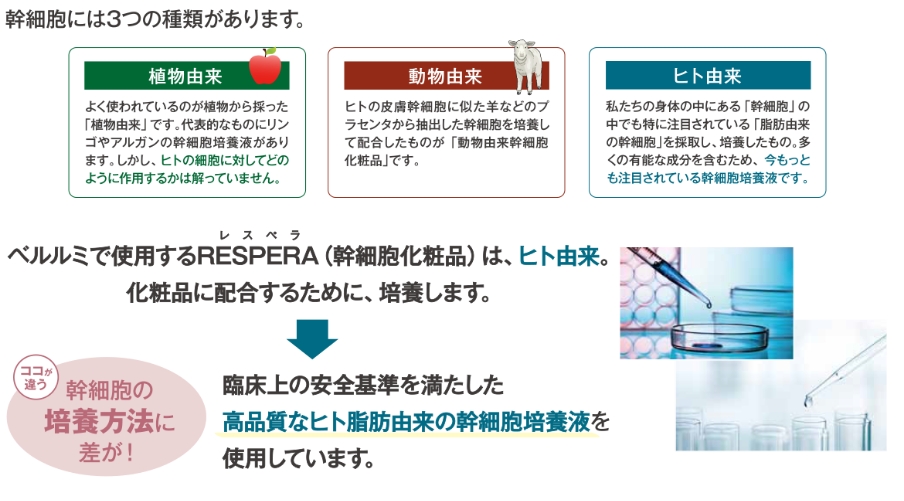 幹細胞には3つの種類があります。
植物由来
よく使われているのが植物から採った
「植物由来」です。代表的なものにリン
ゴやアルガンの幹細胞培養液がありま
す。しかし、ヒトの細胞に対してどの
ように作用するかは解っていません。
動物由来
ヒトの皮膚幹細胞に似た羊などのプ
ラセンタから抽出した幹細胞を培養し
て配合したものが「動物由来幹細胞
化粧品」です。
ヒト由来
私たちの身体の中にある「幹細胞」の
中でも特に注目されている「脂肪由来
の幹細胞」を採取し、培養したもの。多
くの有能な成分を含むため、今もっと
も注目されている幹細胞培養液です。
レスペラ
ベルルミで使用するRESPERA（幹細胞化粧品）は、ヒト由来。
化粧品に配合するために、培養します。
ココが
違う
幹細胞の
培養方法に
差が！
臨床上の安全基準を満たした
高品質なヒト脂肪由来の幹細胞培養液を
使用しています。